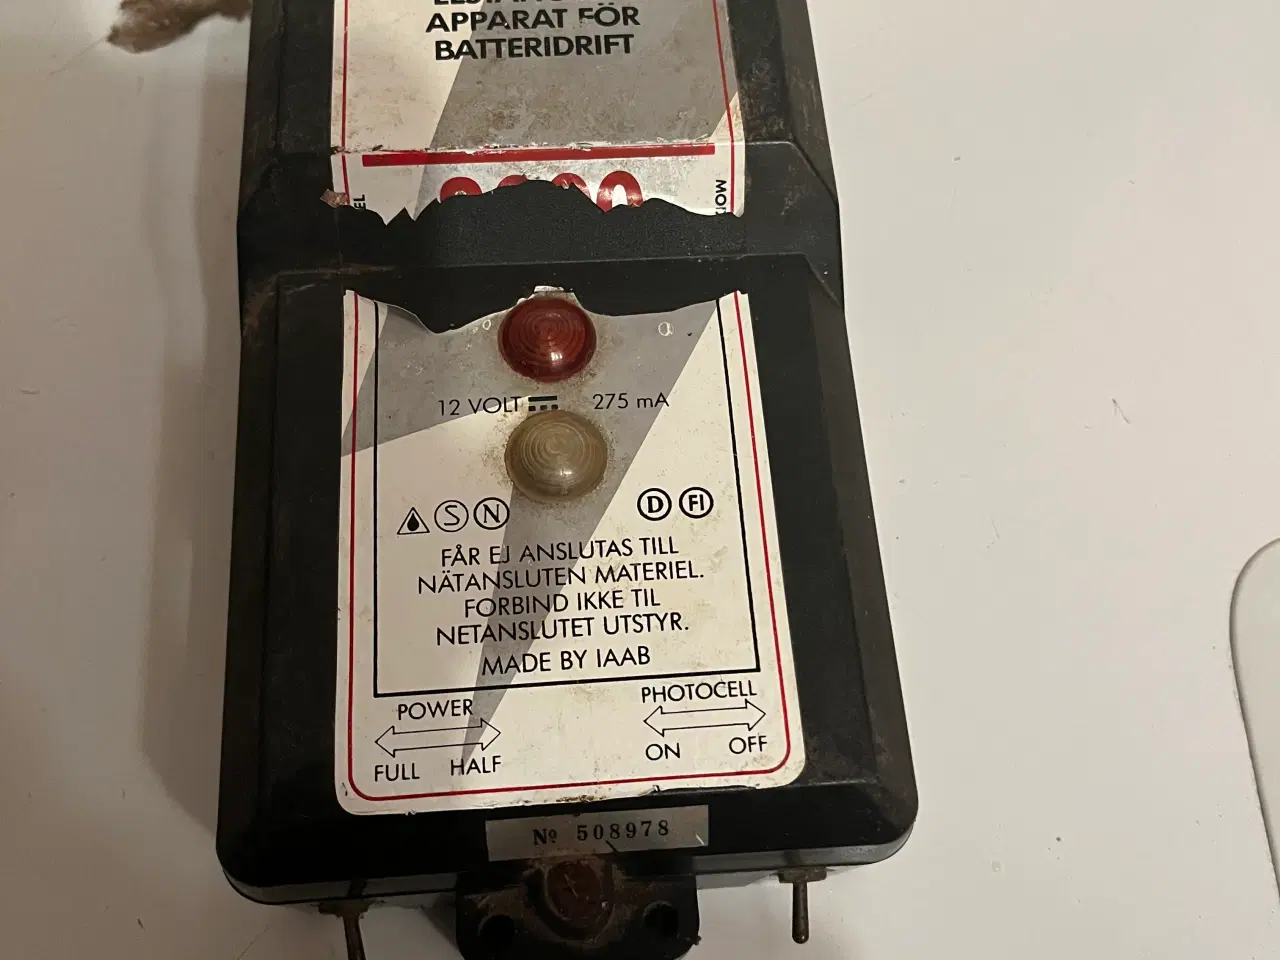 APPARAT FÖR
BATTERIDRIFT
12 VOLT 275 mA
S N D FI
FÅR EJ ANSLUTAS TILL
NÄTANSLUTEN MATERIEL.
FORBIND IKKE TIL
NETANSLUTET UTSTYR.
MADE BY IAAB
POWER
FULL HALF
PHOTOCELL
ON OFF
Nº 508978